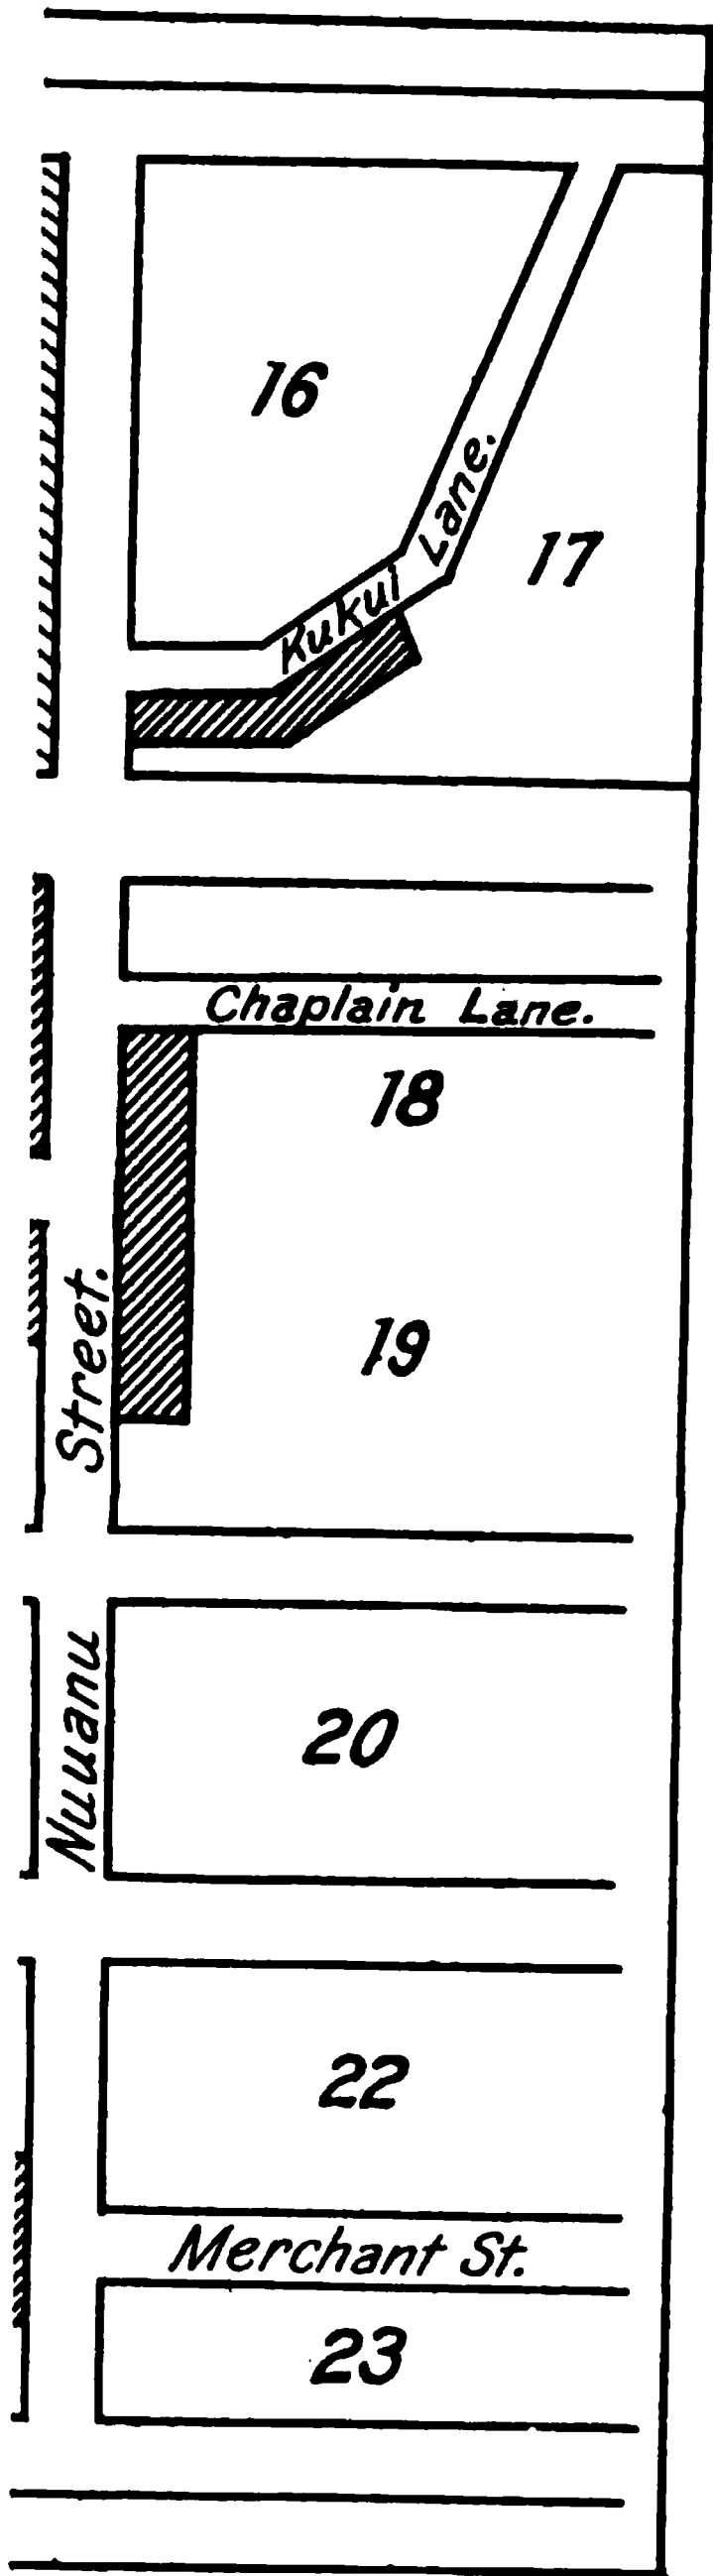 16
Kukui Lane.
17
Chaplain Lane.
18
19
Nuuanu Street.
20
22
Merchant St.
23